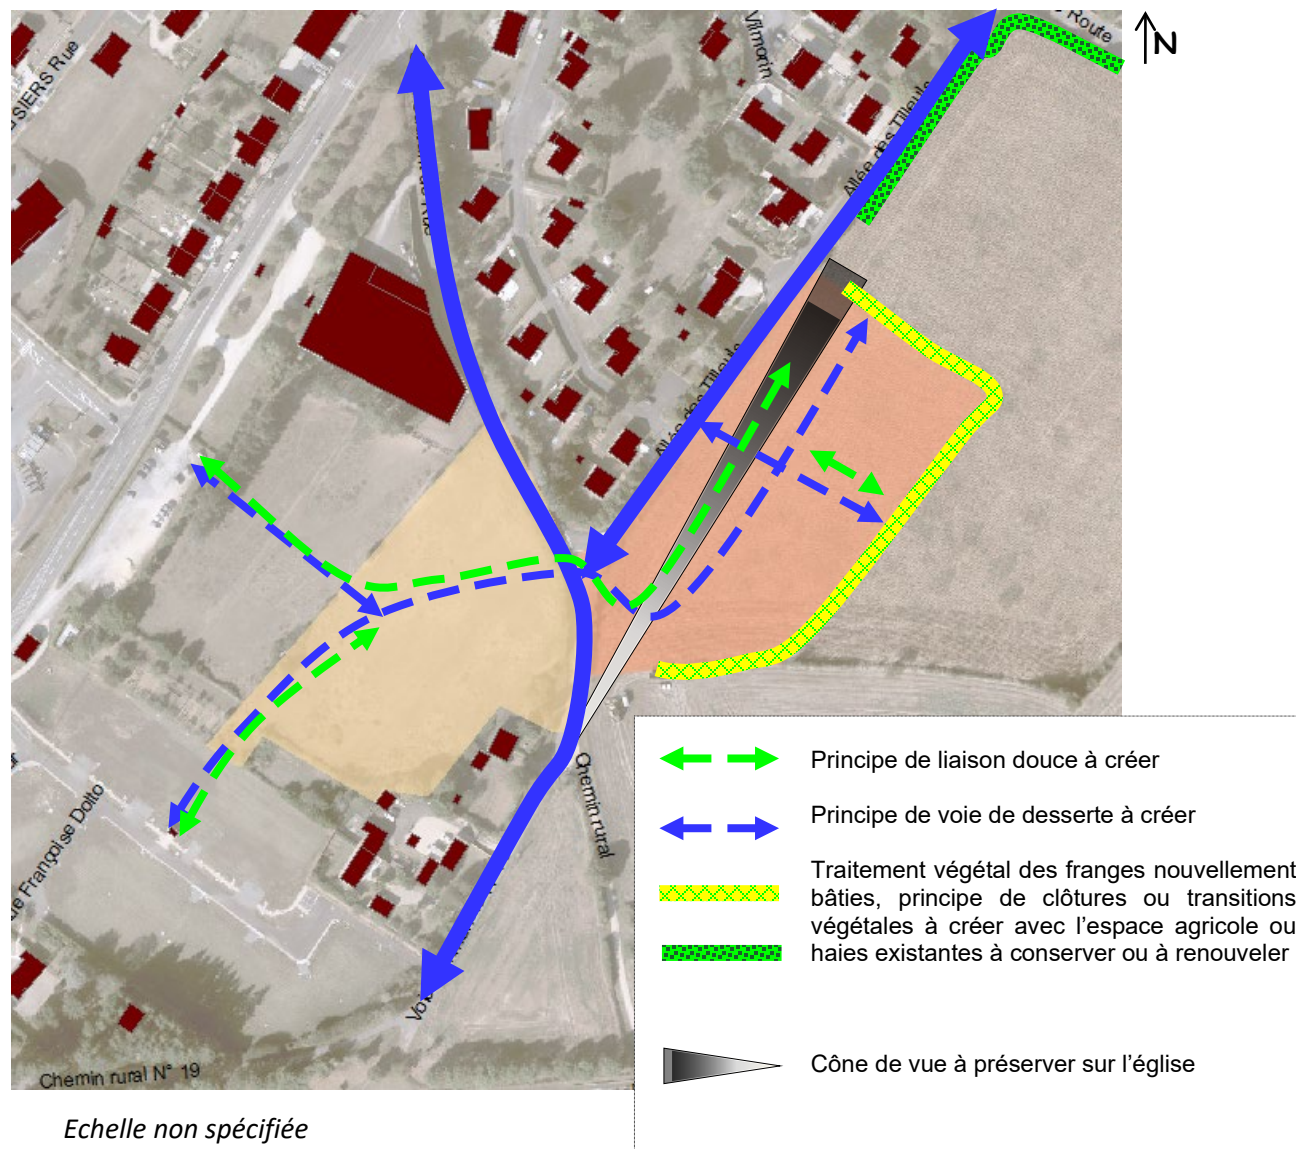 Vilmorin
Route
N
SIERS Rue
Allée des Tilleuls
Rue
Allée des Tilleuls
Chemin rural
Principe de liaison douce à créer
Principe de voie de desserte à créer
Traitement végétal des franges nouvellement
bâties, principe de clôtures ou transitions
végétales à créer avec l'espace agricole ou
haies existantes à conserver ou à renouveler
Françoise Dolto
Cône de vue à préserver sur l'église
Chemin rural N° 19
Echelle non spécifiée